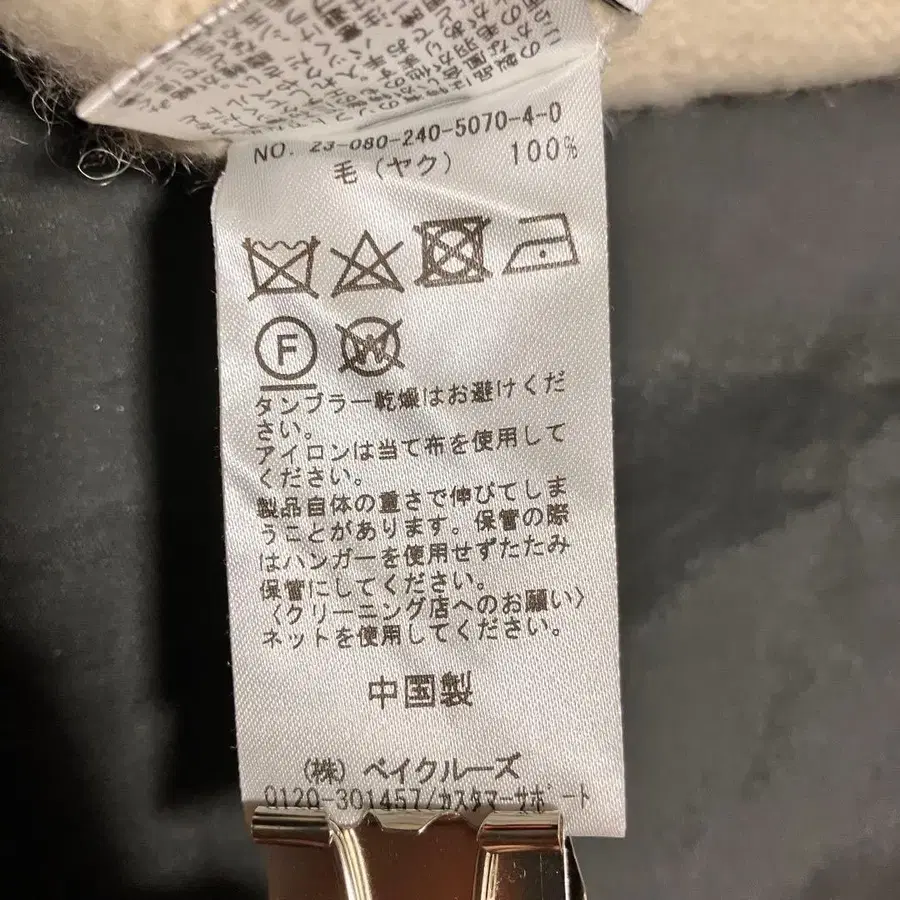 この製品は
NO. 23-080-240-5070-4-0
毛（ヤク） 100%
F
W
タンブラー乾燥はお避けくだ
さい。
アイロンは当て布を使用して
ください。
製品自体の重さで伸びてしま
うことがあります。保管の際
はハンガーを使用せずたたみ
保管にしてください。
〈クリーニング店へのお願い〉
ネットを使用してください。
中国製
（株）ベイクルーズ
0120-301457/カスタマーサポート